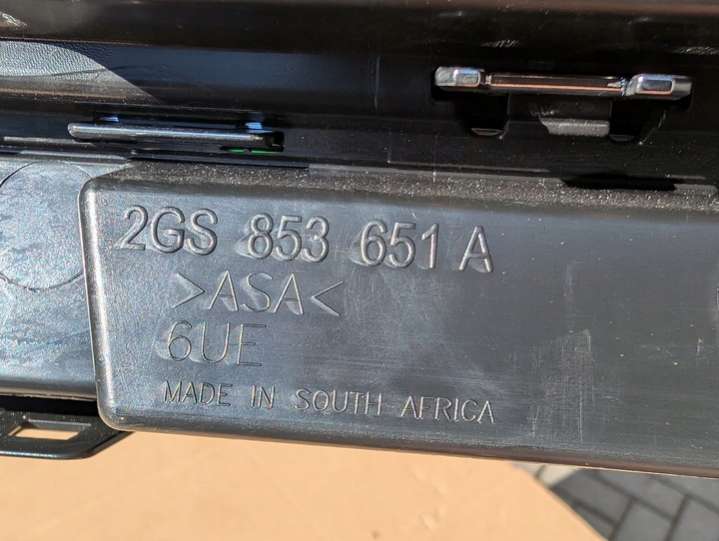 2GS 853 651 A
>ASA<
6UE
MADE IN SOUTH AFRICA